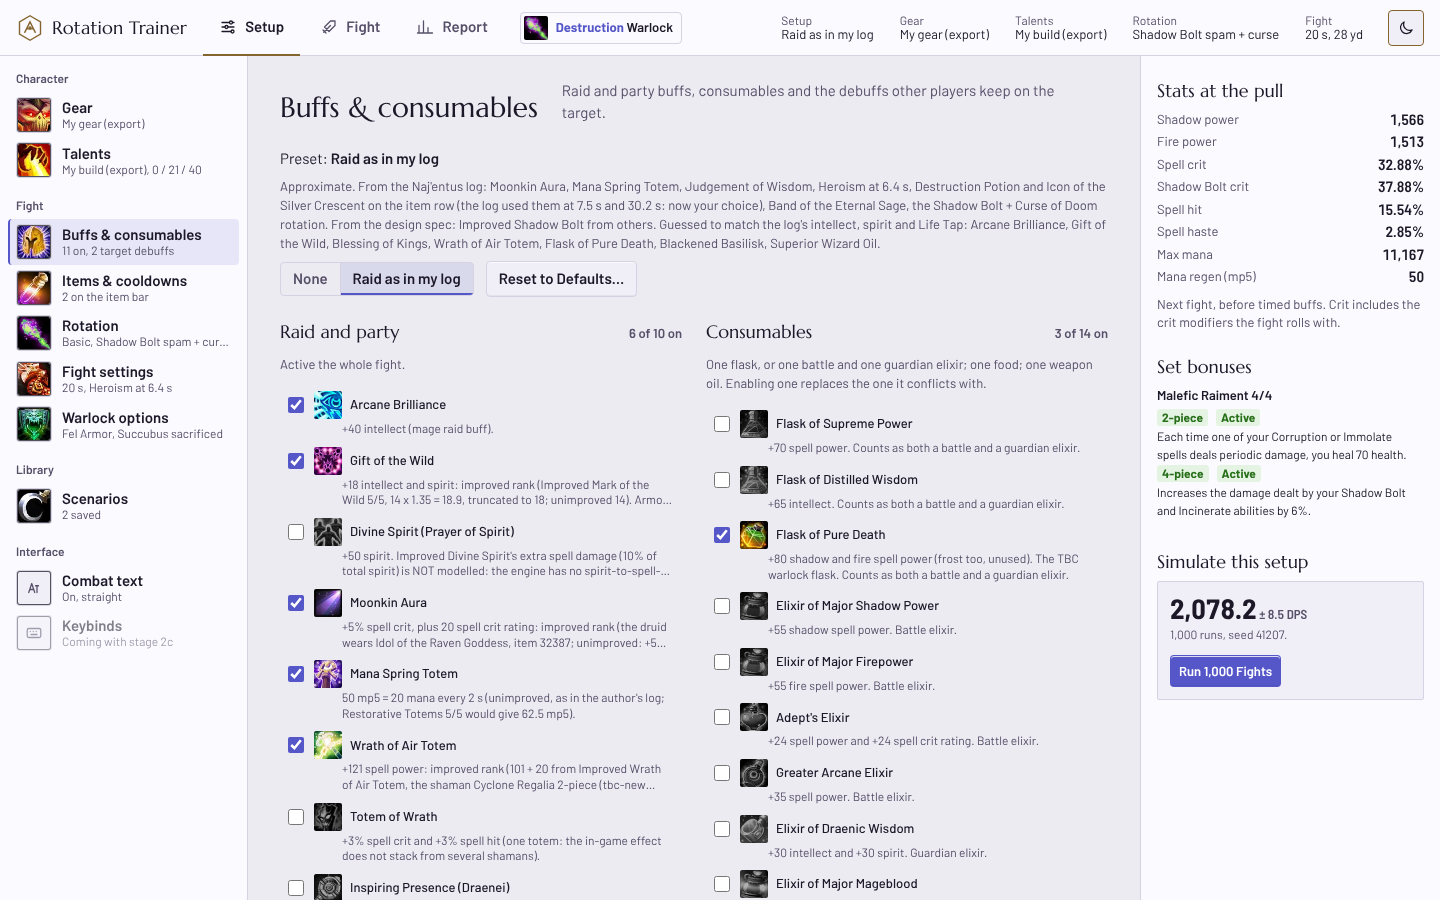 Rotation Trainer
Setup
Fight
Report
Destruction Warlock
Setup
Raid as in my log
Gear
My gear (export)
Talents
My build (export)
Rotation
Shadow Bolt spam + curse
Fight
20 s, 28 yd
Character
Gear
My gear (export)
Talents
My build (export), 0 / 21 / 40
Fight
Buffs & consumables
11 on, 2 target debuffs
Items & cooldowns
2 on the item bar
Rotation
Basic, Shadow Bolt spam + cur...
Fight settings
20 s, Heroism at 6.4 s
Warlock options
Fel Armor, Succubus sacrificed
Library
Scenarios
2 saved
Interface
Combat text
On, straight
Keybinds
Coming with stage 2c
Buffs & consumables
Raid and party buffs, consumables and the debuffs other players keep on the
target.
Preset: Raid as in my log
Approximate. From the Naj'entus log: Moonkin Aura, Mana Spring Totem, Judgement of Wisdom, Heroism at 6.4 s, Destruction Potion and Icon of the
Silver Crescent on the item row (the log used them at 7.5 s and 30.2 s: now your choice), Band of the Eternal Sage, the Shadow Bolt + Curse of Doom
rotation. From the design spec: Improved Shadow Bolt from others. Guessed to match the log's intellect, spirit and Life Tap: Arcane Brilliance, Gift of
the Wild, Blessing of Kings, Wrath of Air Totem, Flask of Pure Death, Blackened Basilisk, Superior Wizard Oil.
None
Raid as in my log
Reset to Defaults...
Raid and party
6 of 10 on
Active the whole fight.
Arcane Brilliance
+40 intellect (mage raid buff).
Gift of the Wild
+18 intellect and spirit: improved rank (Improved Mark of the
Wild 5/5, 14 x 1.35 = 18.9, truncated to 18; unimproved 14). Armo...
Divine Spirit (Prayer of Spirit)
+50 spirit. Improved Divine Spirit's extra spell damage (10% of
total spirit) is NOT modelled: the engine has no spirit-to-spell-...
Moonkin Aura
+5% spell crit, plus 20 spell crit rating: improved rank (the druid
wears Idol of the Raven Goddess, item 32387; unimproved: +5...
Mana Spring Totem
50 mp5 = 20 mana every 2 s (unimproved, as in the author's log;
Restorative Totems 5/5 would give 62.5 mp5).
Wrath of Air Totem
+121 spell power: improved rank (101 + 20 from Improved Wrath
of Air Totem, the shaman Cyclone Regalia 2-piece (tbc-new...
Totem of Wrath
+3% spell crit and +3% spell hit (one totem: the in-game effect
does not stack from several shamans).
Inspiring Presence (Draenei)
Consumables
3 of 14 on
One flask, or one battle and one guardian elixir; one food; one weapon
oil. Enabling one replaces the one it conflicts with.
Flask of Supreme Power
+70 spell power. Counts as both a battle and a guardian elixir.
Flask of Distilled Wisdom
+65 intellect. Counts as both a battle and a guardian elixir.
Flask of Pure Death
+80 shadow and fire spell power (frost too, unused). The TBC
warlock flask. Counts as both a battle and a guardian elixir.
Elixir of Major Shadow Power
+55 shadow spell power. Battle elixir.
Elixir of Major Firepower
+55 fire spell power. Battle elixir.
Adept's Elixir
+24 spell power and +24 spell crit rating. Battle elixir.
Greater Arcane Elixir
+35 spell power. Battle elixir.
Elixir of Draenic Wisdom
+30 intellect and +30 spirit. Guardian elixir.
Elixir of Major Mageblood
Stats at the pull
Shadow power 1,566
Fire power 1,513
Spell crit 32.88%
Shadow Bolt crit 37.88%
Spell hit 15.54%
Spell haste 2.85%
Max mana 11,167
Mana regen (mp5) 50
Next fight, before timed buffs. Crit includes the
crit modifiers the fight rolls with.
Set bonuses
Malefic Raiment 4/4
2-piece Active
Each time one of your Corruption or Immolate
spells deals periodic damage, you heal 70 health.
4-piece Active
Increases the damage dealt by your Shadow Bolt
and Incinerate abilities by 6%.
Simulate this setup
2,078.2 ± 8.5 DPS
1,000 runs, seed 41207.
Run 1,000 Fights